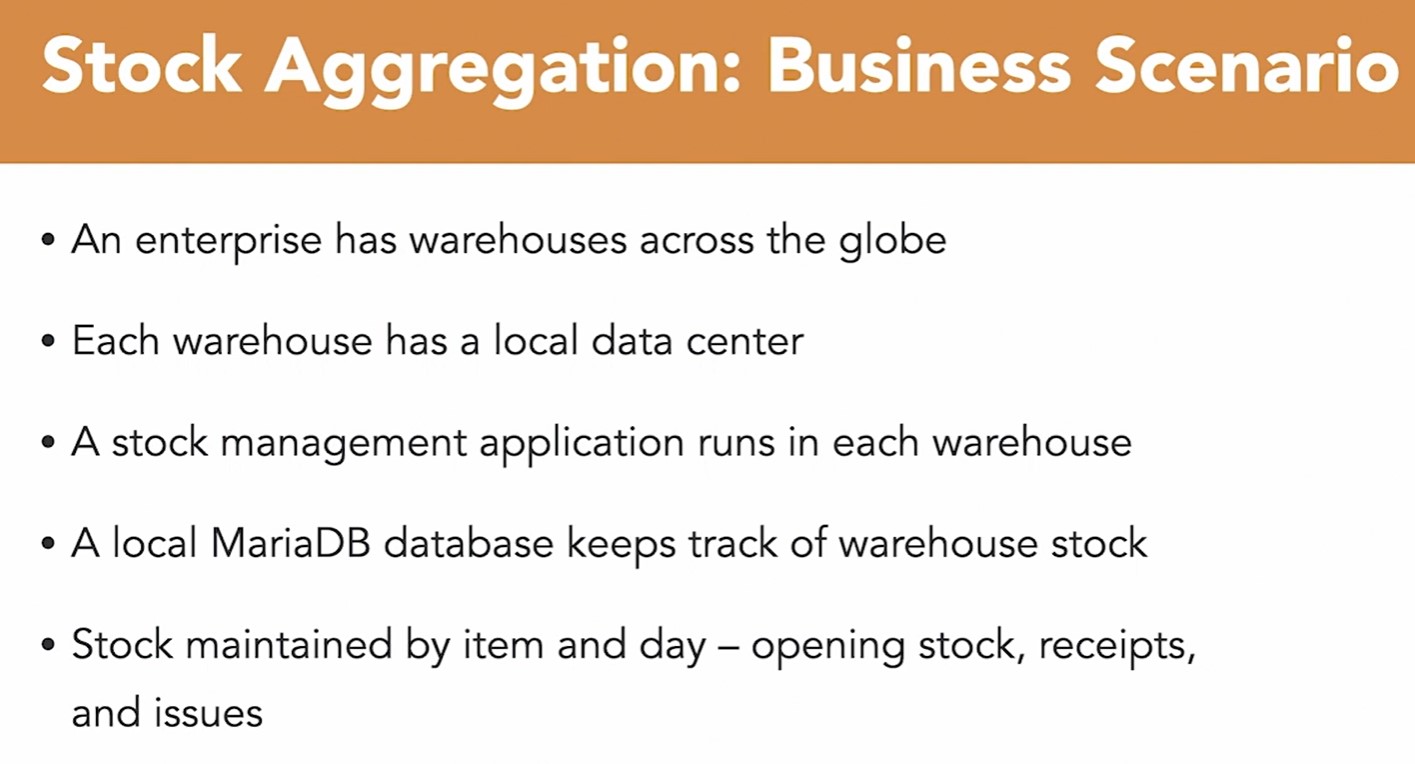 Stock Aggregation: Business Scenario
• An enterprise has warehouses across the globe
• Each warehouse has a local data center
• A stock management application runs in each warehouse
• A local MariaDB database keeps track of warehouse stock
• Stock maintained by item and day – opening stock, receipts,
and issues